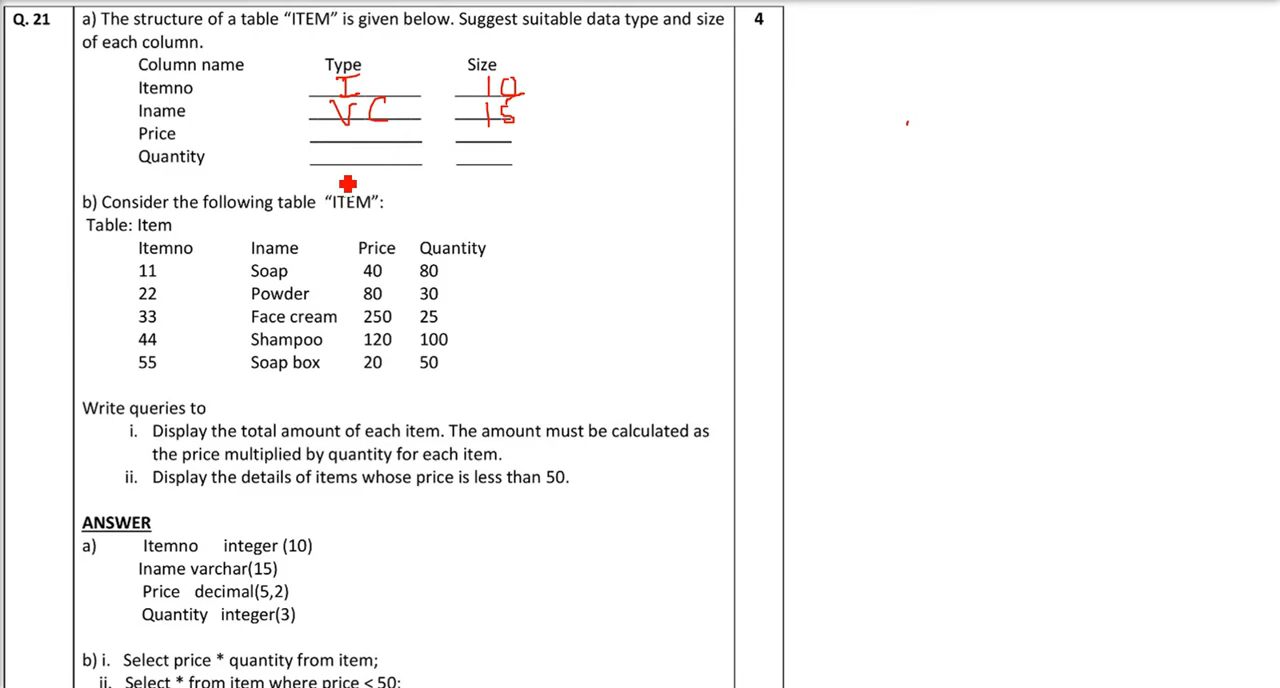 Q. 21 a) The structure of a table “ITEM” is given below. Suggest suitable data type and size 4
of each column.
Column name Type Size
Itemno I 10
Iname VC 15
Price
Quantity
b) Consider the following table “ITEM”:
Table: Item
Itemno Iname Price Quantity
11 Soap 40 80
22 Powder 80 30
33 Face cream 250 25
44 Shampoo 120 100
55 Soap box 20 50
Write queries to
i. Display the total amount of each item. The amount must be calculated as
the price multiplied by quantity for each item.
ii. Display the details of items whose price is less than 50.
ANSWER
a) Itemno integer (10)
Iname varchar(15)
Price decimal(5,2)
Quantity integer(3)
b) i. Select price * quantity from item;
ii. Select * from item where price < 50;